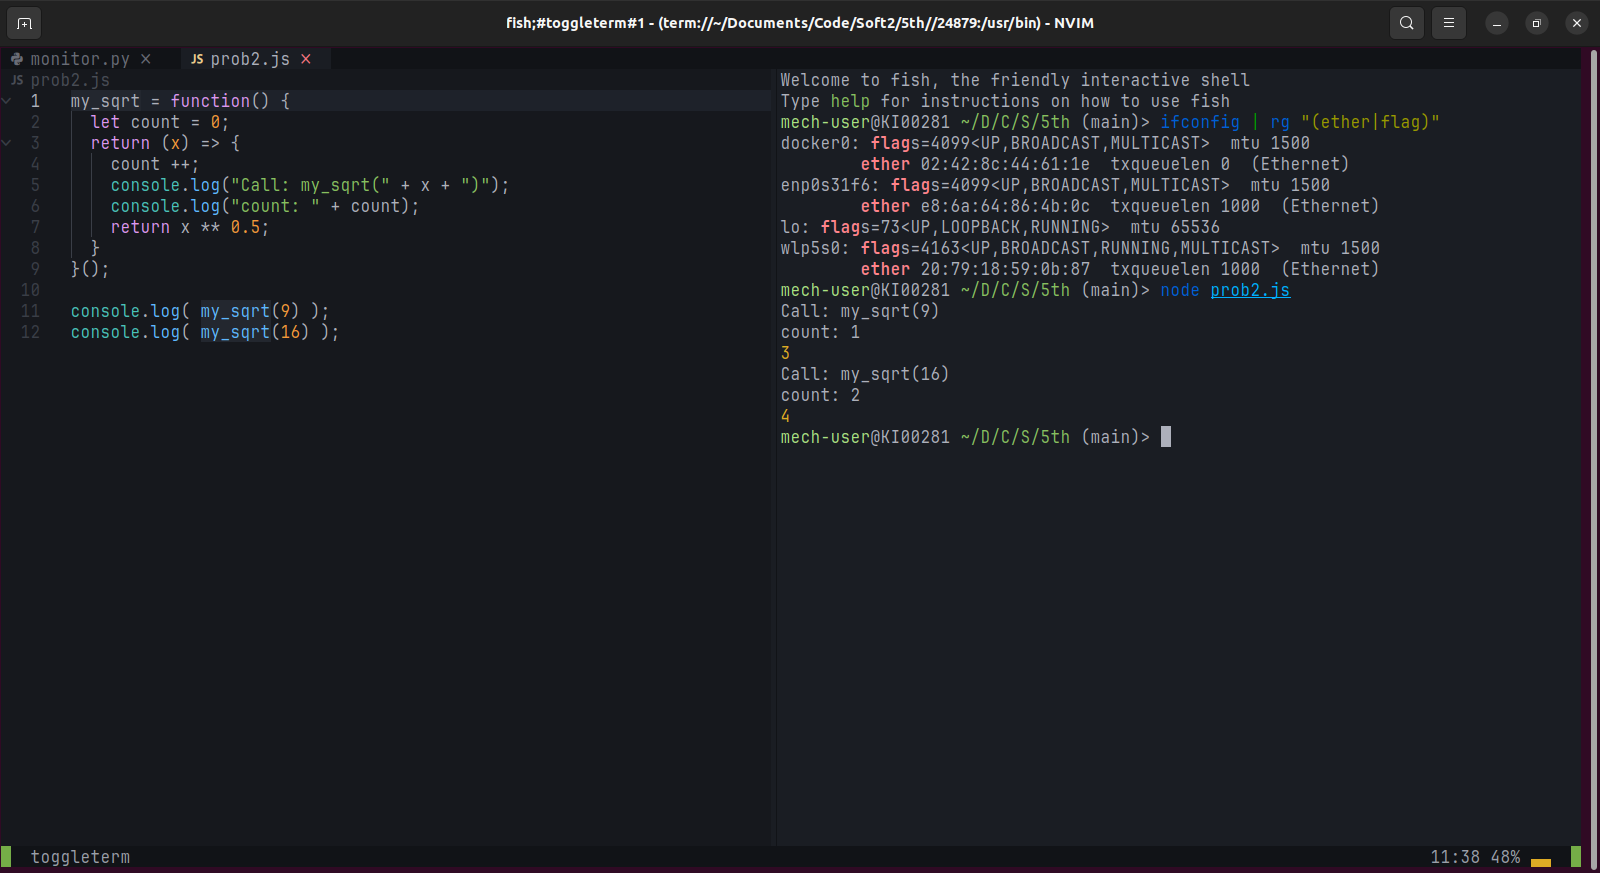 fish;#toggleterm#1 - (term://~/Documents/Code/Soft2/5th//24879:/usr/bin) - NVIM
monitor.py × JS prob2.js ×
JS prob2.js
1 my_sqrt = function() {
2 let count = 0;
3 return (x) => {
4 count ++;
5 console.log("Call: my_sqrt(" + x + ")");
6 console.log("count: " + count);
7 return x ** 0.5;
8 }
9 }();
10
11 console.log( my_sqrt(9) );
12 console.log( my_sqrt(16) );
Welcome to fish, the friendly interactive shell
Type help for instructions on how to use fish
mech-user@KI00281 ~/D/C/S/5th (main)> ifconfig | rg "(ether|flag)"
docker0: flags=4099<UP,BROADCAST,MULTICAST>  mtu 1500
ether 02:42:8c:44:61:1e  txqueuelen 0  (Ethernet)
enp0s31f6: flags=4099<UP,BROADCAST,MULTICAST>  mtu 1500
ether e8:6a:64:86:4b:0c  txqueuelen 1000  (Ethernet)
lo: flags=73<UP,LOOPBACK,RUNNING>  mtu 65536
wlp5s0: flags=4163<UP,BROADCAST,RUNNING,MULTICAST>  mtu 1500
ether 20:79:18:59:0b:87  txqueuelen 1000  (Ethernet)
mech-user@KI00281 ~/D/C/S/5th (main)> node prob2.js
Call: my_sqrt(9)
count: 1
3
Call: my_sqrt(16)
count: 2
4
mech-user@KI00281 ~/D/C/S/5th (main)>
toggleterm
11:38 48%